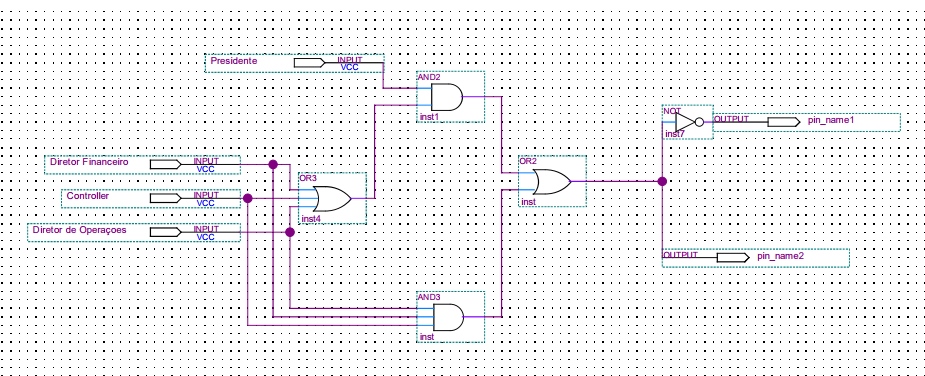 Presidente
INPUT
VCC
AND2
inst1
NOT
OUTPUT
pin_name1
inst7
Diretor Financeiro
INPUT
VCC
OR2
inst
OR3
inst4
Controller
INPUT
VCC
Diretor de Operaçoes
INPUT
VCC
OUTPUT
pin_name2
AND3
inst